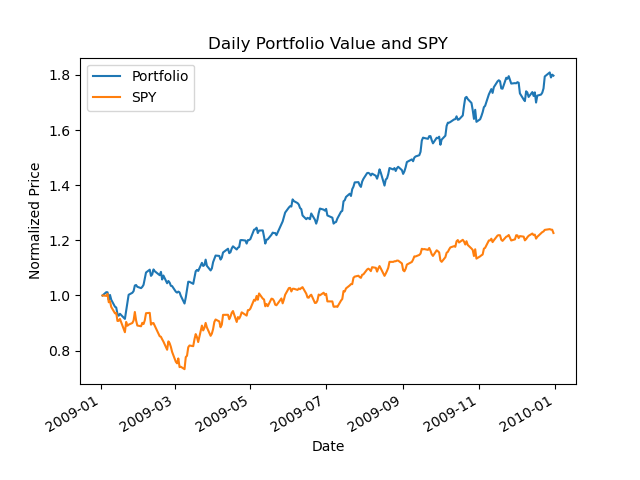 Daily Portfolio Value and SPY
Portfolio
SPY
Normalized Price
1.8
1.6
1.4
1.2
1.0
0.8
2009-01
2009-03
2009-05
2009-07
2009-09
2009-11
2010-01
Date